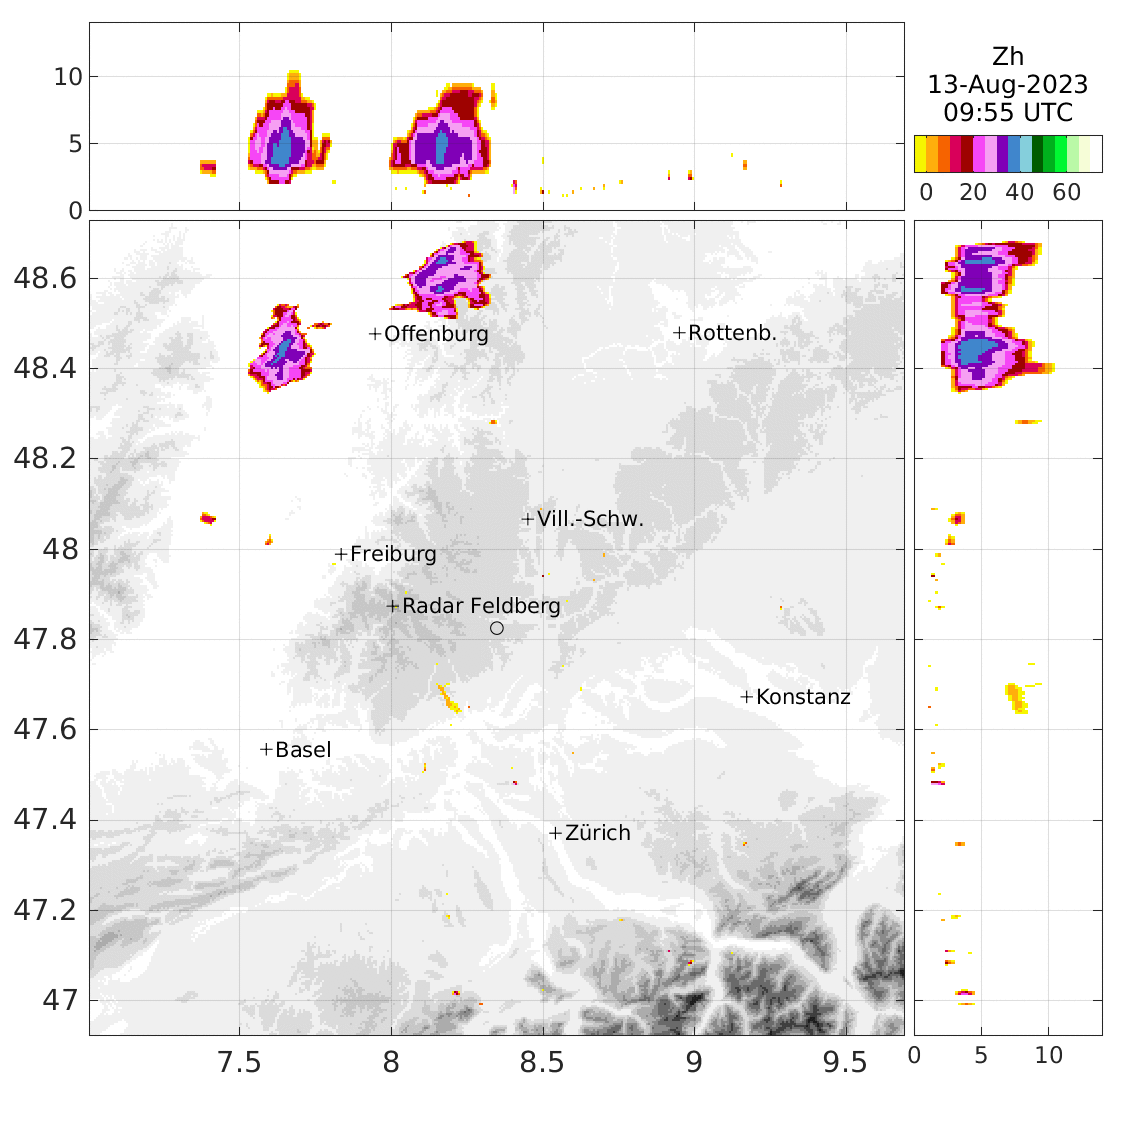 10
5
0
Zh
13-Aug-2023
09:55 UTC
0 20 40 60
48.6
48.4
48.2
48
47.8
47.6
47.4
47.2
47
Offenburg
Rottenb.
Vill.-Schw.
Freiburg
Radar Feldberg
Konstanz
Basel
Zürich
7.5 8 8.5 9 9.5
0 5 10